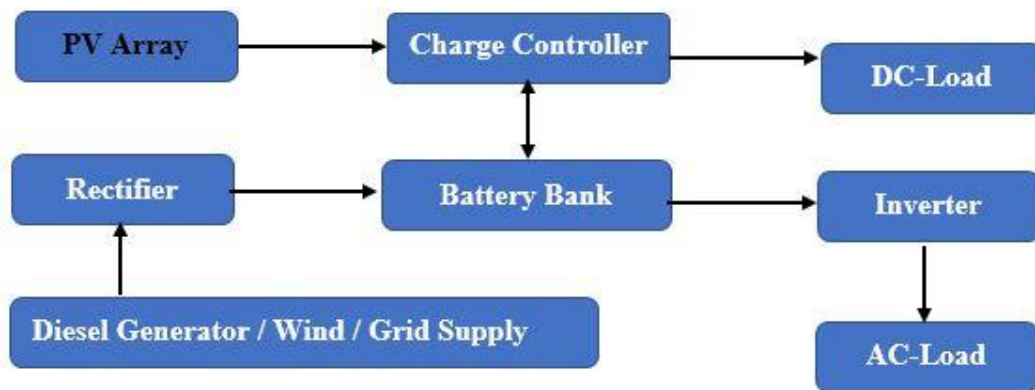 PV Array
Charge Controller
DC-Load
Rectifier
Battery Bank
Inverter
Diesel Generator / Wind / Grid Supply
AC-Load